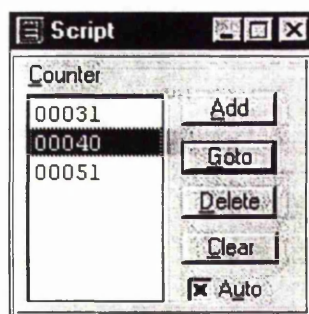 Script
Counter
00031
00040
00051
Add
Goto
Delete
Clear
Auto